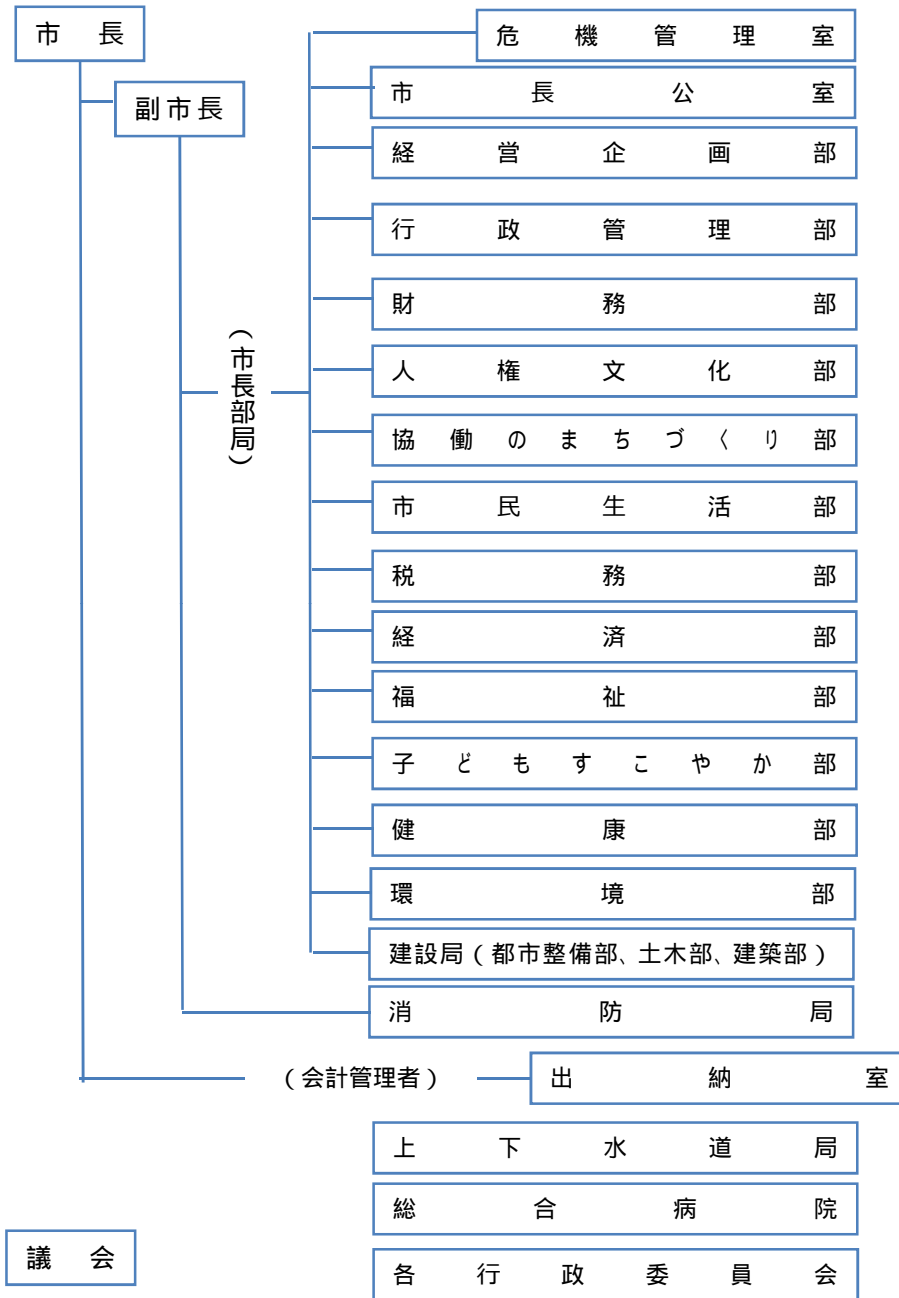 市長
危機管理室
市長公室
副市長
経営企画部
行政管理部
財務部
(市長部局)
人権文化部
協働のまちづくり部
市民生活部
税務部
経済部
福祉部
子どもすこやか部
健康部
環境部
建設局(都市整備部、土木部、建築部)
消防局
(会計管理者)
出納室
上下水道局
総合病院
議会
各行政委員会